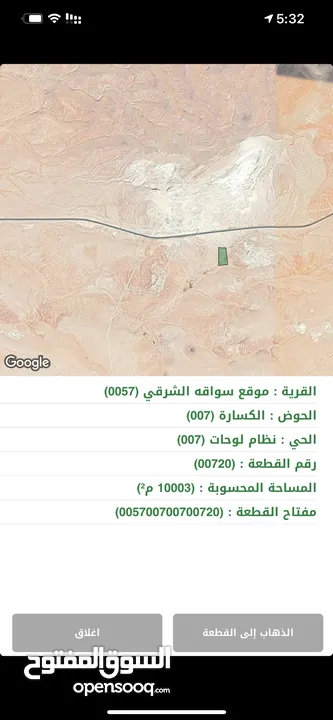 5:32
Google
القرية : موقع سواقه الشرقي (0057)
الحوض : الكسارة (007)
الحي : نظام لوحات (007)
رقم القطعة : (00720)
المساحة المحسوبة : (10003 م²)
مفتاح القطعة : (005700700700720)
الذهاب إلى القطعة
اغلاق
السوق المفتوح
opensooq.com